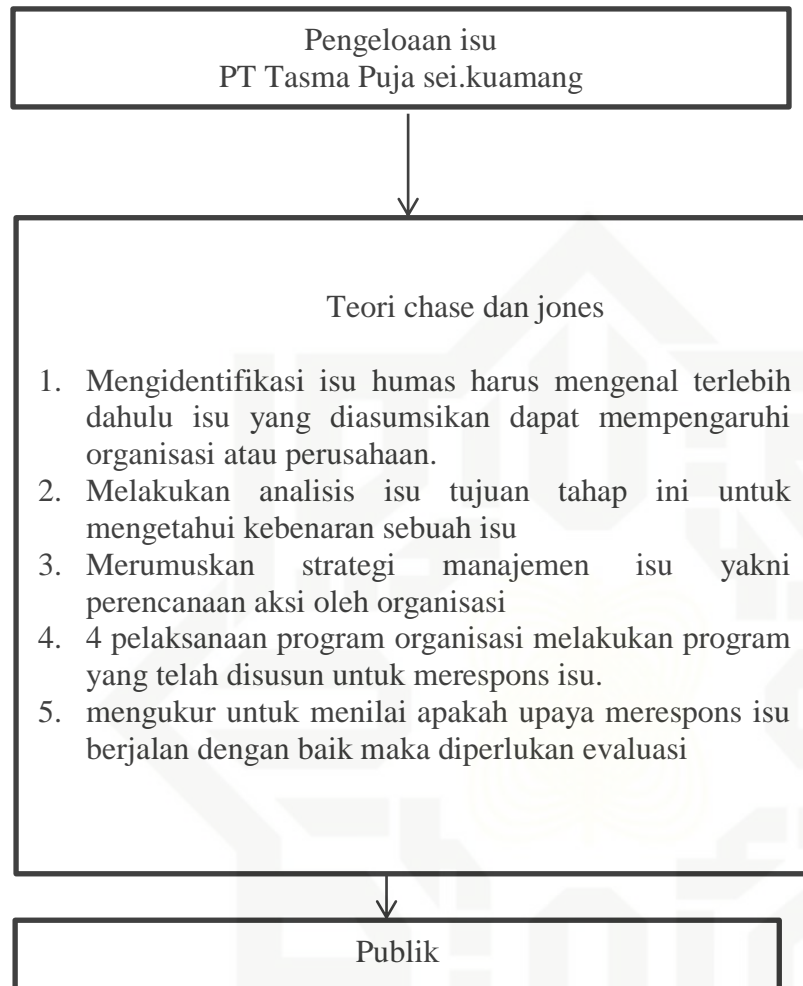 Pengeloaan isu
PT Tasma Puja sei.kuamang
Teori chase dan jones
1. Mengidentifikasi isu humas harus mengenal terlebih
dahulu isu yang diasumsikan dapat mempengaruhi
organisasi atau perusahaan.
2. Melakukan analisis isu tujuan tahap ini untuk
mengetahui kebenaran sebuah isu
3. Merumuskan strategi manajemen isu yakni
perencanaan aksi oleh organisasi
4. 4 pelaksanaan program organisasi melakukan program
yang telah disusun untuk merespons isu.
5. mengukur untuk menilai apakah upaya merespons isu
berjalan dengan baik maka diperlukan evaluasi
Publik